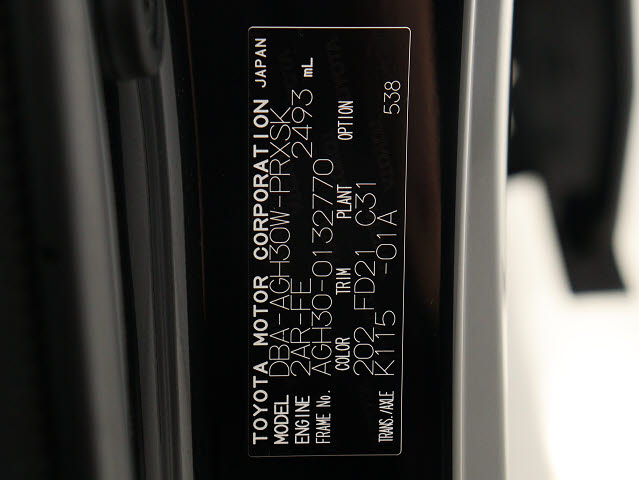 TOYOTA MOTOR CORPORATION JAPAN
MODEL DBA-AGH30W-PRXSK
ENGINE 2AR-FE 2493 mL
FRAME No. AGH30-0132770
COLOR TRIM PLANT OPTION
202 FD21 C31
TRANS./AXLE K115 -01A 538